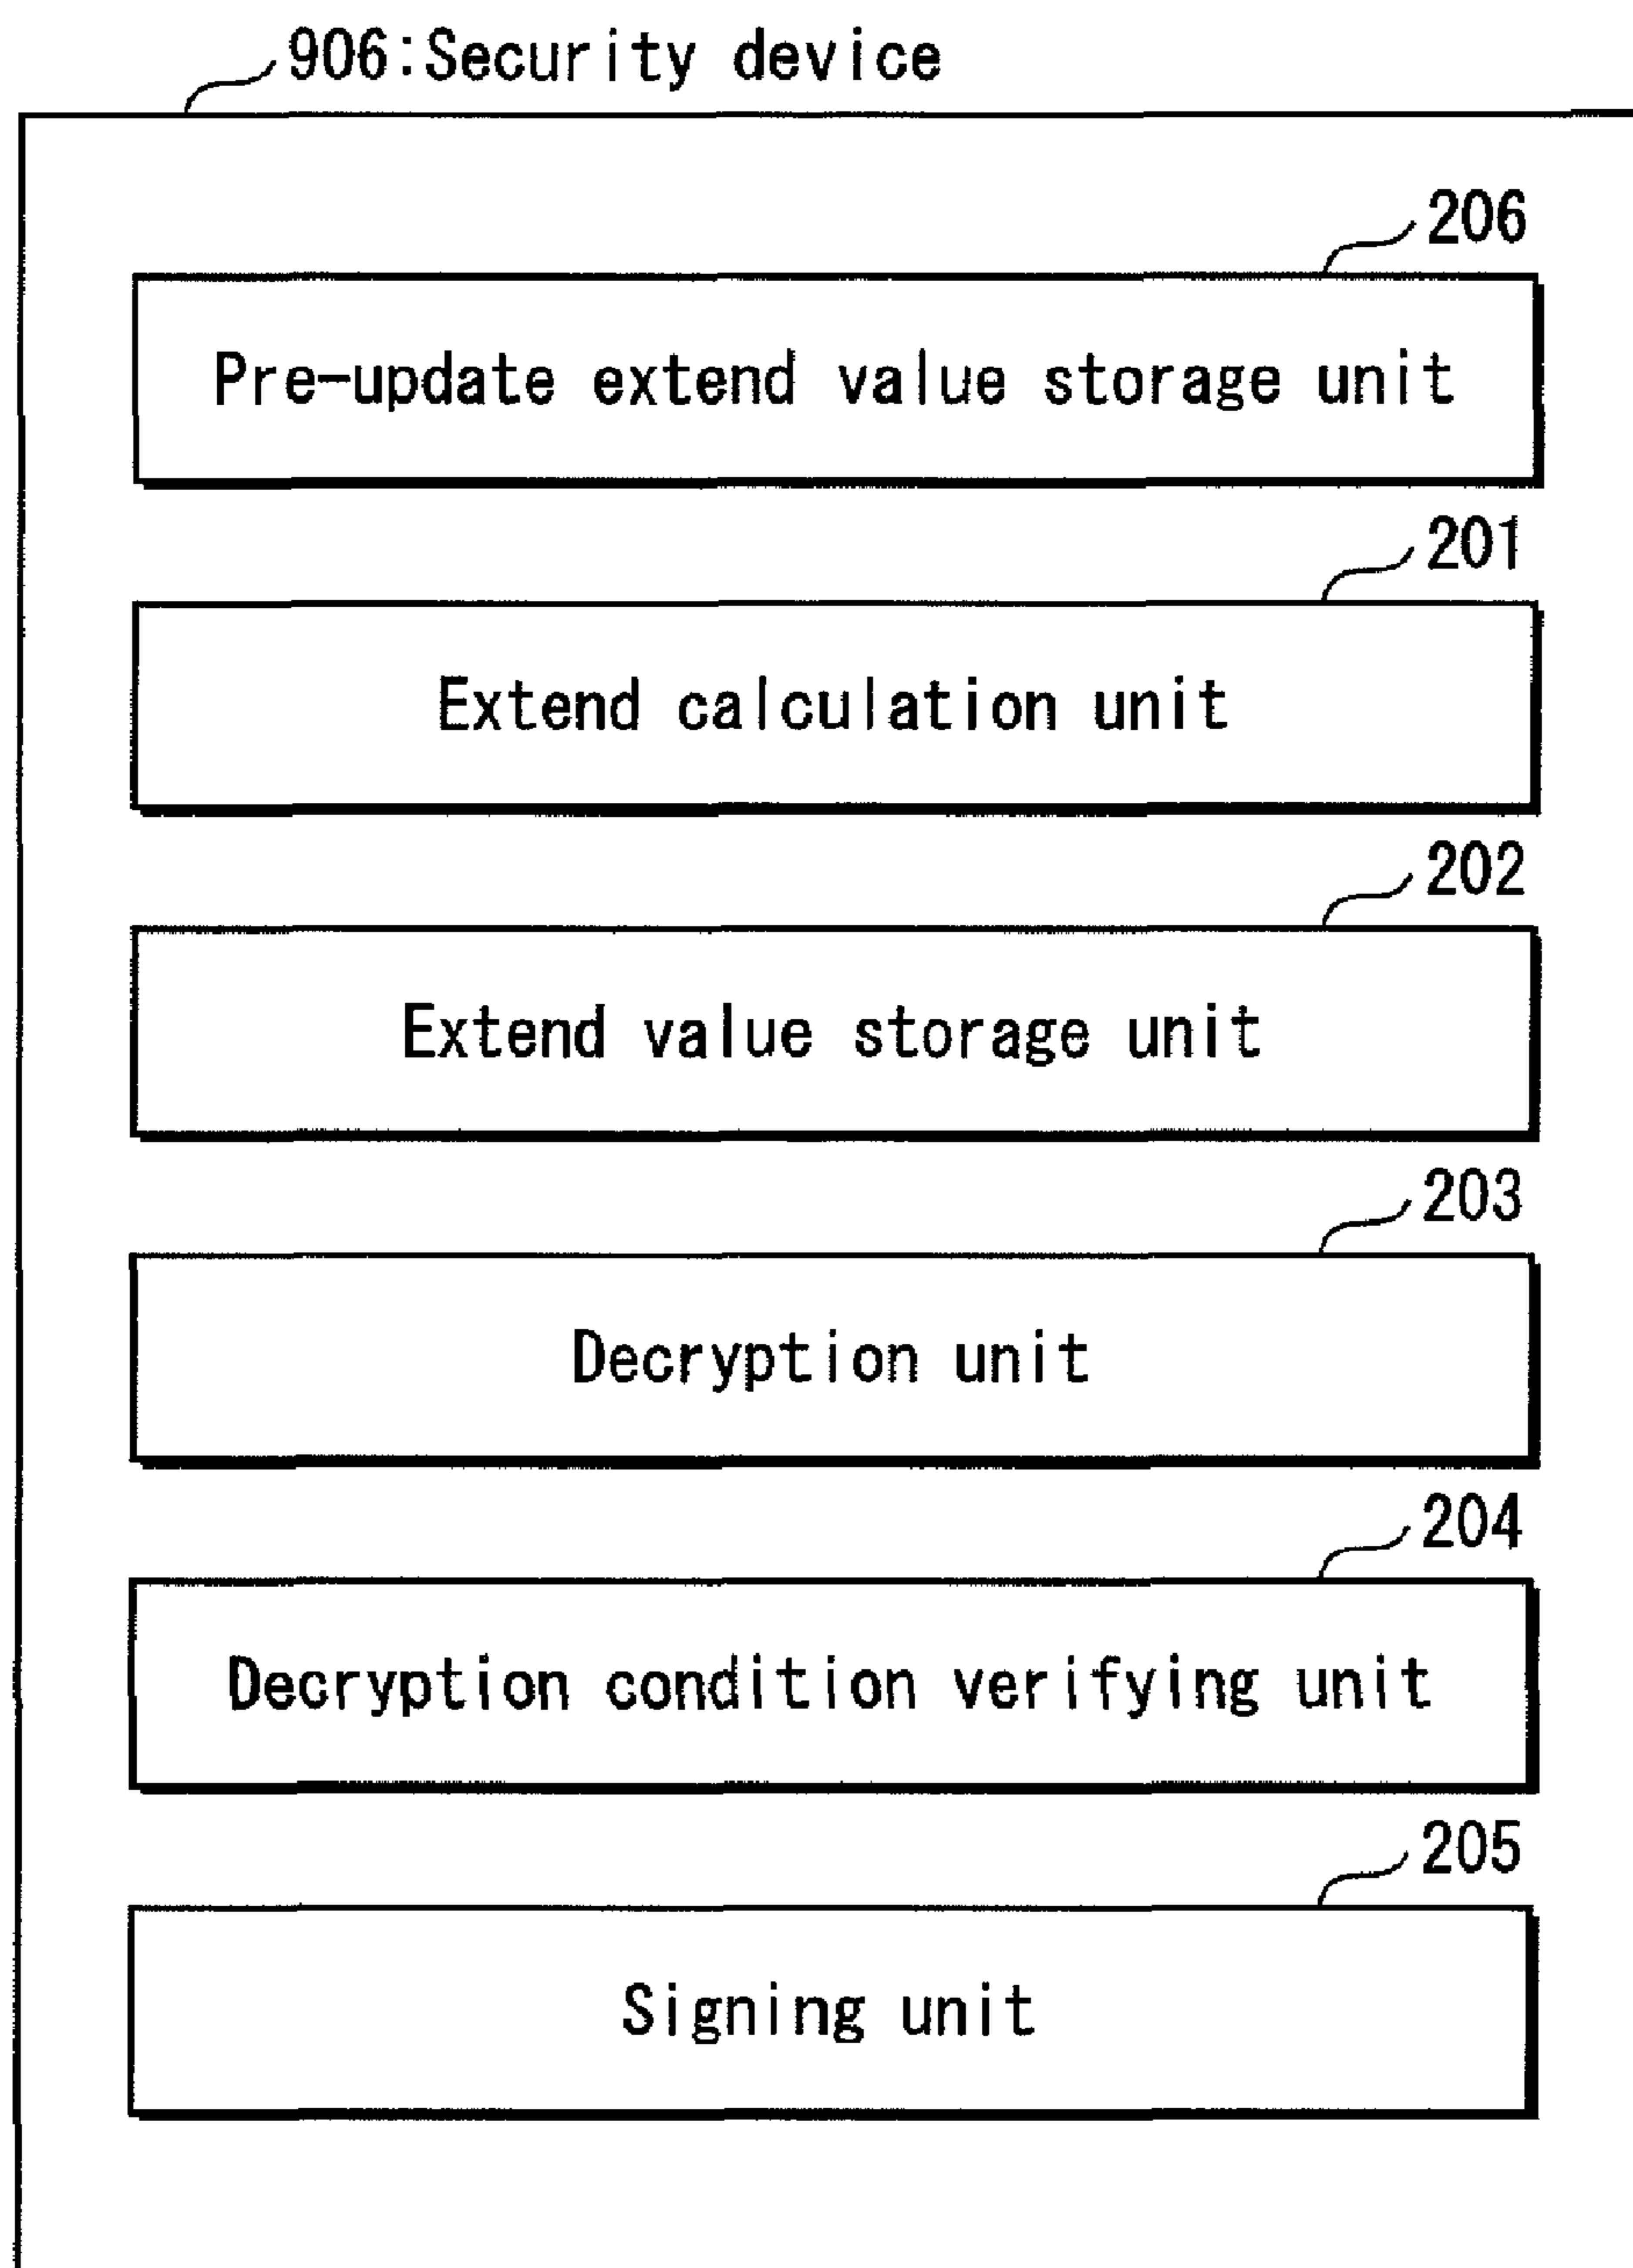 906:Security device
206
Pre-update extend value storage unit
201
Extend calculation unit
202
Extend value storage unit
203
Decryption unit
204
Decryption condition verifying unit
205
Signing unit